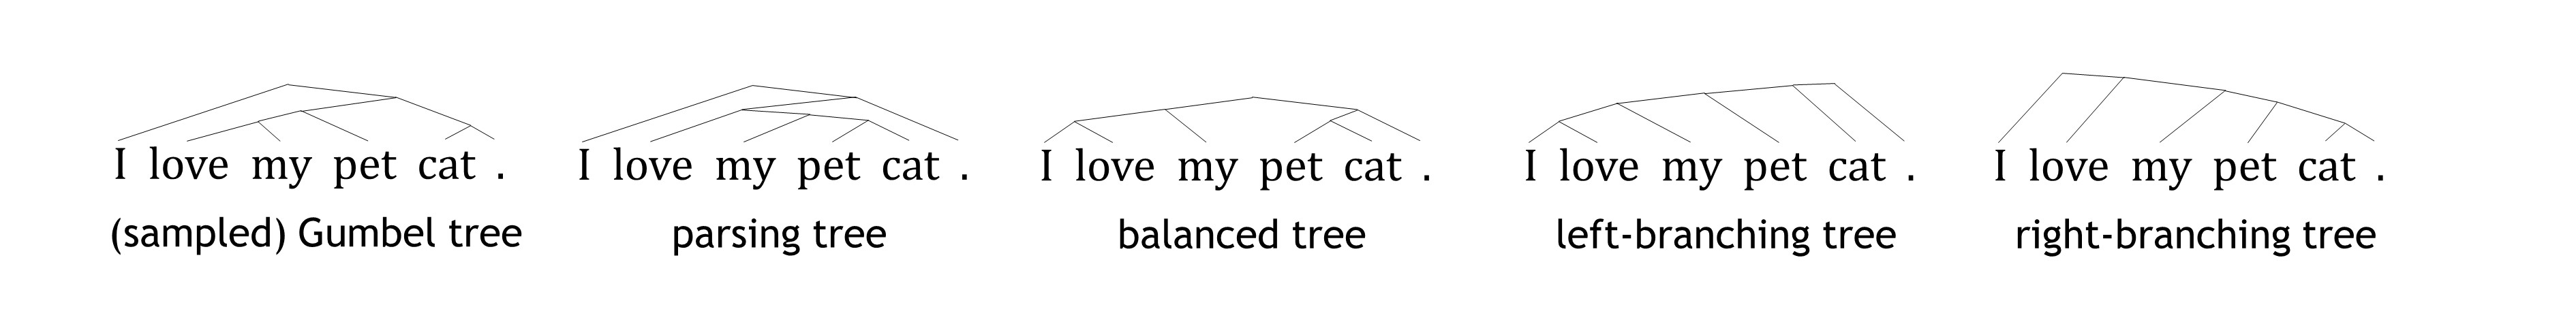 I love my pet cat . I love my pet cat . I love my pet cat . I love my pet cat . I love my pet cat .
(sampled) Gumbel tree parsing tree balanced tree left-branching tree right-branching tree